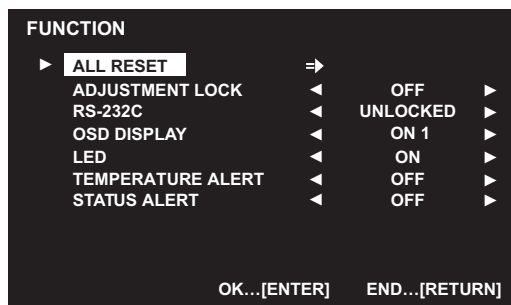 FUNCTION
ALL RESET
ADJUSTMENT LOCK OFF
RS-232C UNLOCKED
OSD DISPLAY ON 1
LED ON
TEMPERATURE ALERT OFF
STATUS ALERT OFF
OK…[ENTER] END…[RETURN]